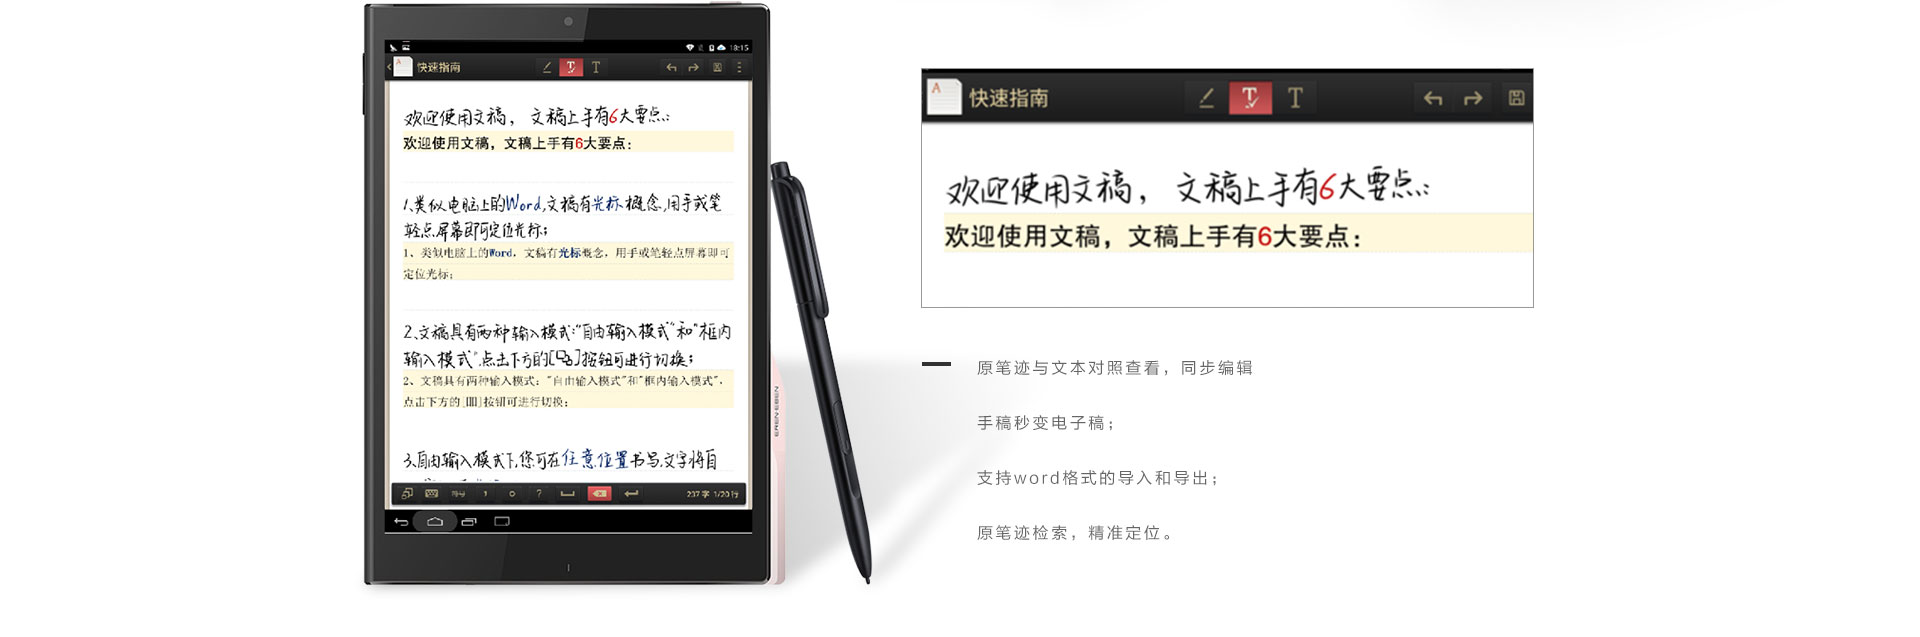 18:15
快速指南
欢迎使用文稿，文稿上手有6大要点：
欢迎使用文稿，文稿上手有6大要点：
1、类似电脑上的Word,文稿有光标概念,用手或笔
轻点屏幕即可定位光标；
1、类似电脑上的Word，文稿有光标概念，用手或笔轻点屏幕即可
定位光标；
2、文稿具有两种输入模式:"自由输入模式"和"框内
输入模式",点击下方的[]按钮可进行切换；
2、文稿具有两种输入模式："自由输入模式"和"框内输入模式"，
点击下方的[]按钮可进行切换；
3、自由输入模式下,您可在任意位置书写,文字将自
237 字 1/20 行
EREN EBEN
快速指南
欢迎使用文稿，文稿上手有6大要点：
欢迎使用文稿，文稿上手有6大要点：
原笔迹与文本对照查看，同步编辑
手稿秒变电子稿；
支持word格式的导入和导出；
原笔迹检索，精准定位。